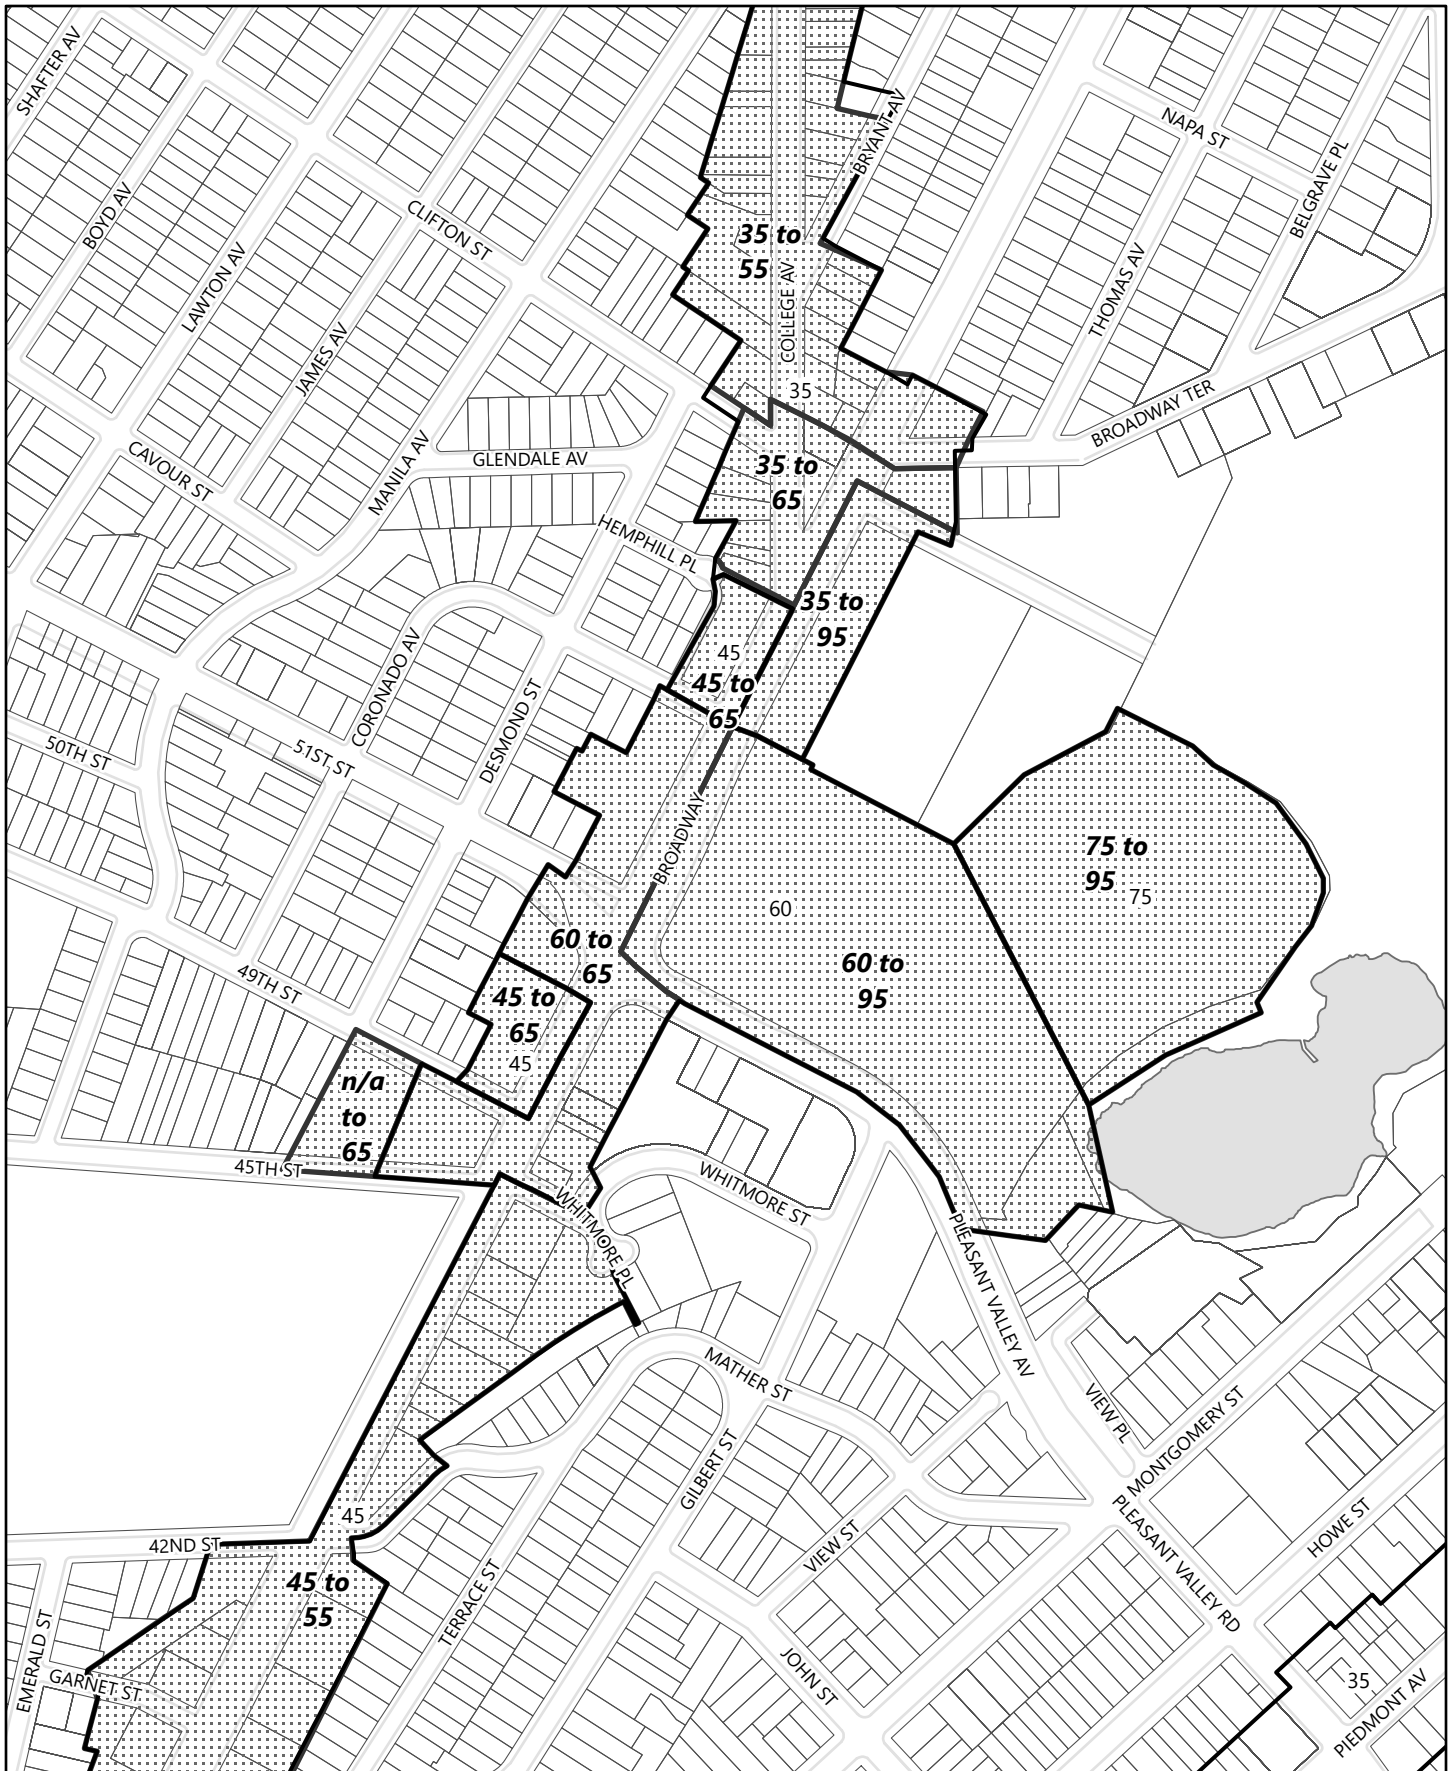 SHAFTER AV
BRYANT AV
NAPA ST
BELGRAVE PL
BOYD AV
CLIFTON ST
35 to
55
LAWTON AV
COLLEGE AV
THOMAS AV
JAMES AV
35
BROADWAY TER
CAVOUR ST
MANILA AV
GLENDALE AV
35 to
65
HEMPHILL PL
35 to
95
45
45 to
65
CORONADO AV
DESMOND ST
50TH ST
51ST ST
BROADWAY
75 to
95
75
60
60 to
65
60 to
95
49TH ST
45 to
65
45
n/a
to
65
45TH ST
WHITMORE ST
WHITMORE PL
PLEASANT VALLEY AV
MATHER ST
VIEW PL
MONTGOMERY ST
GILBERT ST
45
42ND ST
VIEW ST
PLEASANT VALLEY RD
HOWE ST
45 to
55
TERRACE ST
EMERALD ST
GARNET ST
JOHN ST
35
PIEDMONT AV